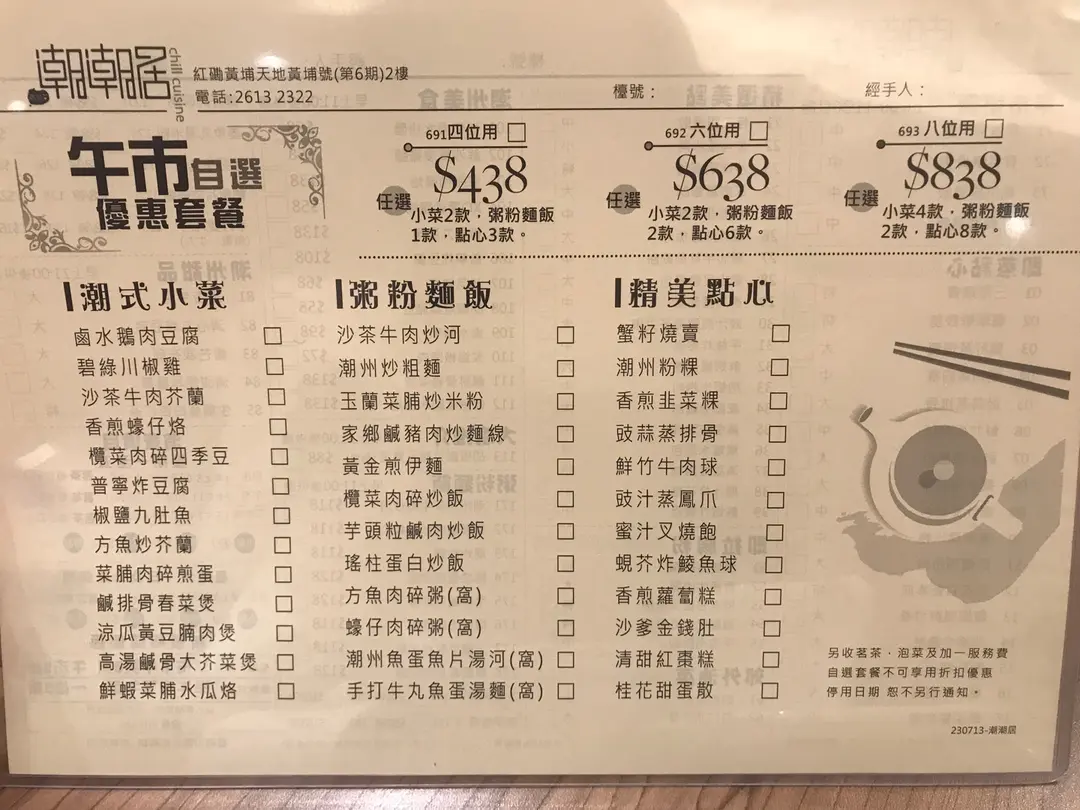 潮潮居
chill cuisine
紅磡黃埔天地黃埔號(第6期)2樓
電話:2613 2322
檯號：
經手人：
午市自選
優惠套餐
691四位用
$438
任選
小菜2款，粥粉麵飯
1款，點心3款。
692六位用
$638
任選
小菜2款，粥粉麵飯
2款，點心6款。
693八位用
$838
任選
小菜4款，粥粉麵飯
2款，點心8款。
潮式小菜
鹵水鵝肉豆腐
碧綠川椒雞
沙茶牛肉芥蘭
香煎蠔仔烙
欖菜肉碎四季豆
普寧炸豆腐
椒鹽九肚魚
方魚炒芥蘭
菜脯肉碎煎蛋
鹹排骨春菜煲
涼瓜黃豆腩肉煲
高湯鹹骨大芥菜煲
鮮蝦菜脯水瓜烙
粥粉麵飯
沙茶牛肉炒河
潮州炒粗麵
玉蘭菜脯炒米粉
家鄉鹹豬肉炒麵線
黃金煎伊麵
欖菜肉碎炒飯
芋頭粒鹹肉炒飯
瑤柱蛋白炒飯
方魚肉碎粥(窩)
蠔仔肉碎粥(窩)
潮州魚蛋魚片湯河(窩)
手打牛丸魚蛋湯麵(窩)
精美點心
蟹籽燒賣
潮州粉粿
香煎韭菜粿
豉蒜蒸排骨
鮮竹牛肉球
豉汁蒸鳳爪
蜜汁叉燒飽
蜆芥炸鯪魚球
香煎蘿蔔糕
沙爹金錢肚
清甜紅棗糕
桂花甜蛋散
另收茗茶，泡菜及加一服務費
自選套餐不可享用折扣優惠
停用日期 恕不另行通知。
230713-潮潮居